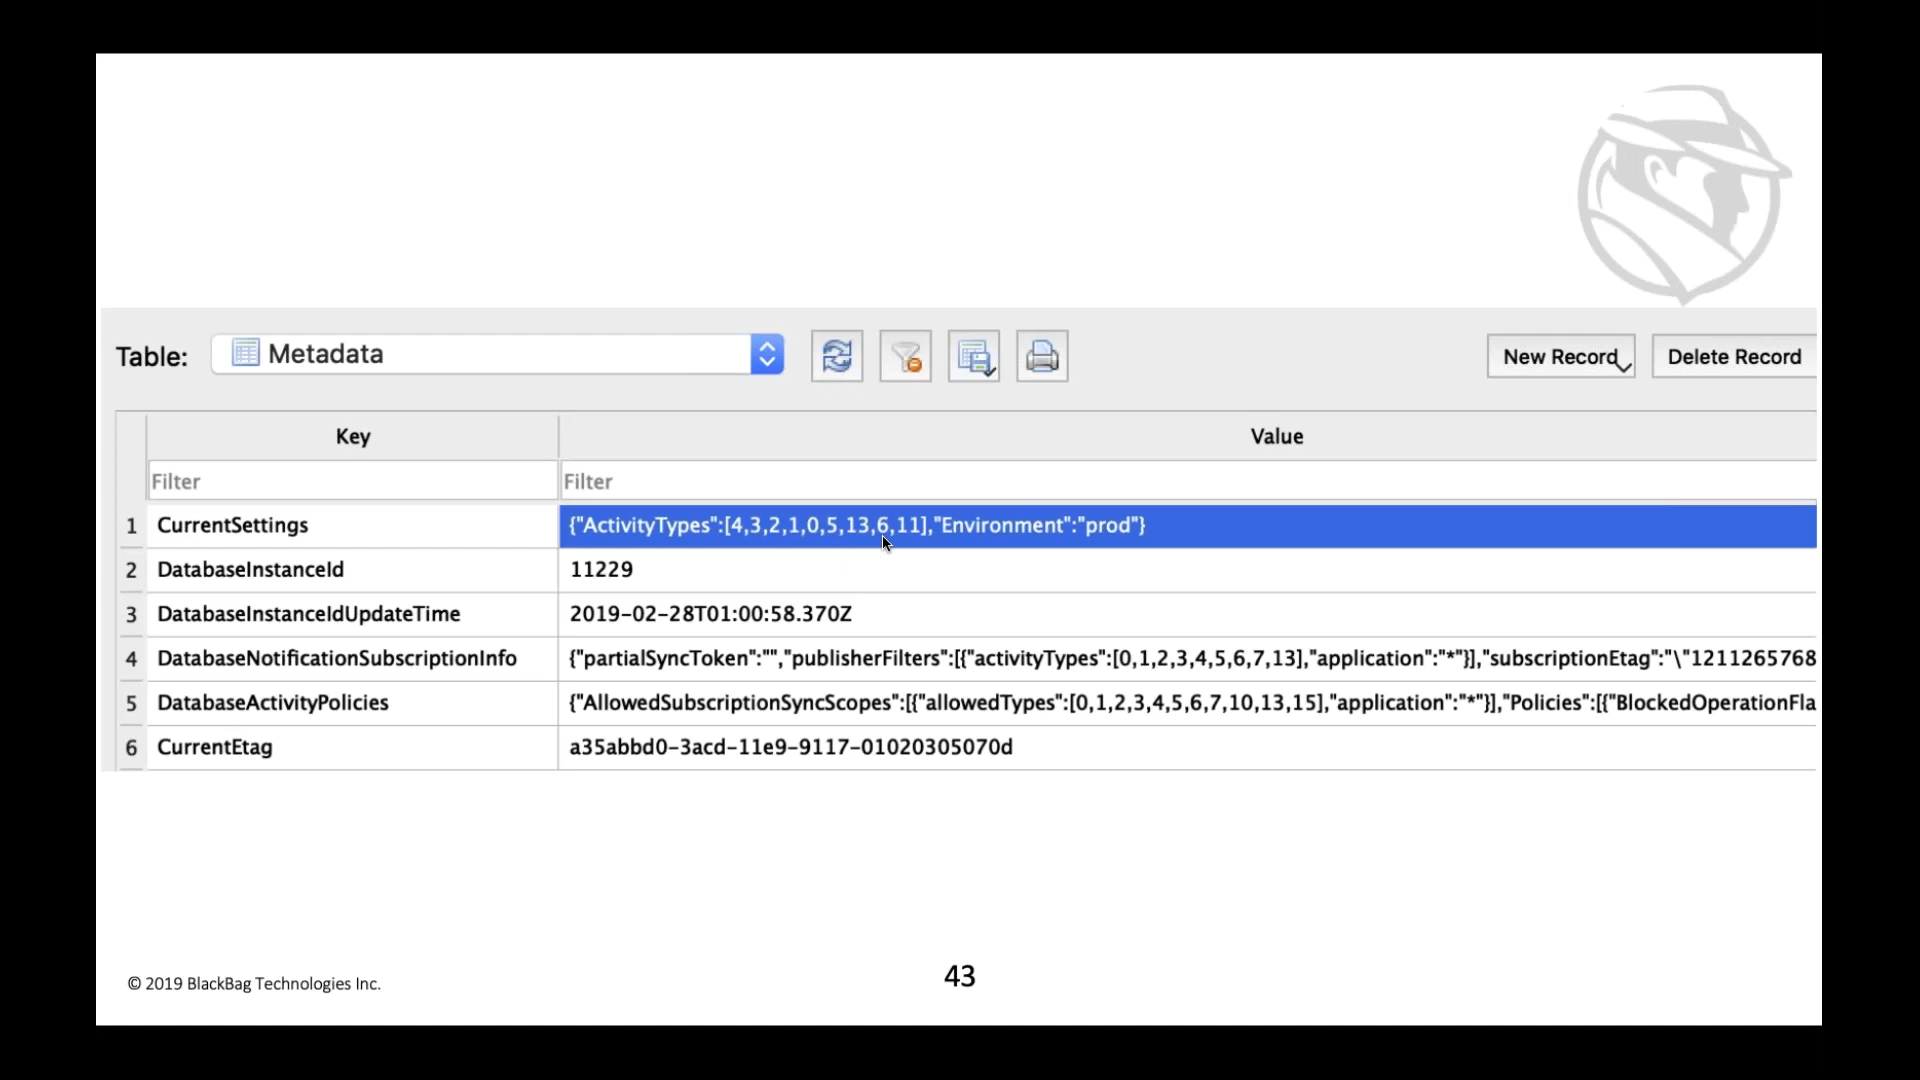 Table: Metadata New Record Delete Record
Key Value
Filter Filter
1 CurrentSettings {"ActivityTypes":[4,3,2,1,0,5,13,6,11],"Environment":"prod"}
2 DatabaseInstanceId 11229
3 DatabaseInstanceIdUpdateTime 2019-02-28T01:00:58.370Z
4 DatabaseNotificationSubscriptionInfo {"partialSyncToken":"","publisherFilters":[{"activityTypes":[0,1,2,3,4,5,6,7,13],"application":"*"}],"subscriptionEtag":"\"1211265768
5 DatabaseActivityPolicies {"AllowedSubscriptionSyncScopes":[{"allowedTypes":[0,1,2,3,4,5,6,7,10,13,15],"application":"*"}],"Policies":[{"BlockedOperationFla
6 CurrentEtag a35abbd0-3acd-11e9-9117-01020305070d
© 2019 BlackBag Technologies Inc.
43